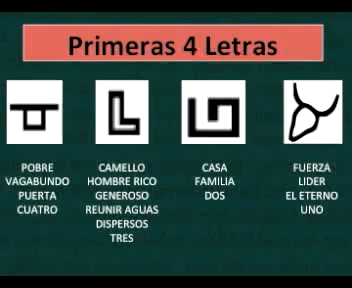 Primeras 4 Letras
POBRE
VAGABUNDO
PUERTA
CUATRO
CAMELLO
HOMBRE RICO
GENEROSO
REUNIR AGUAS
DISPERSOS
TRES
CASA
FAMILIA
DOS
FUERZA
LIDER
EL ETERNO
UNO